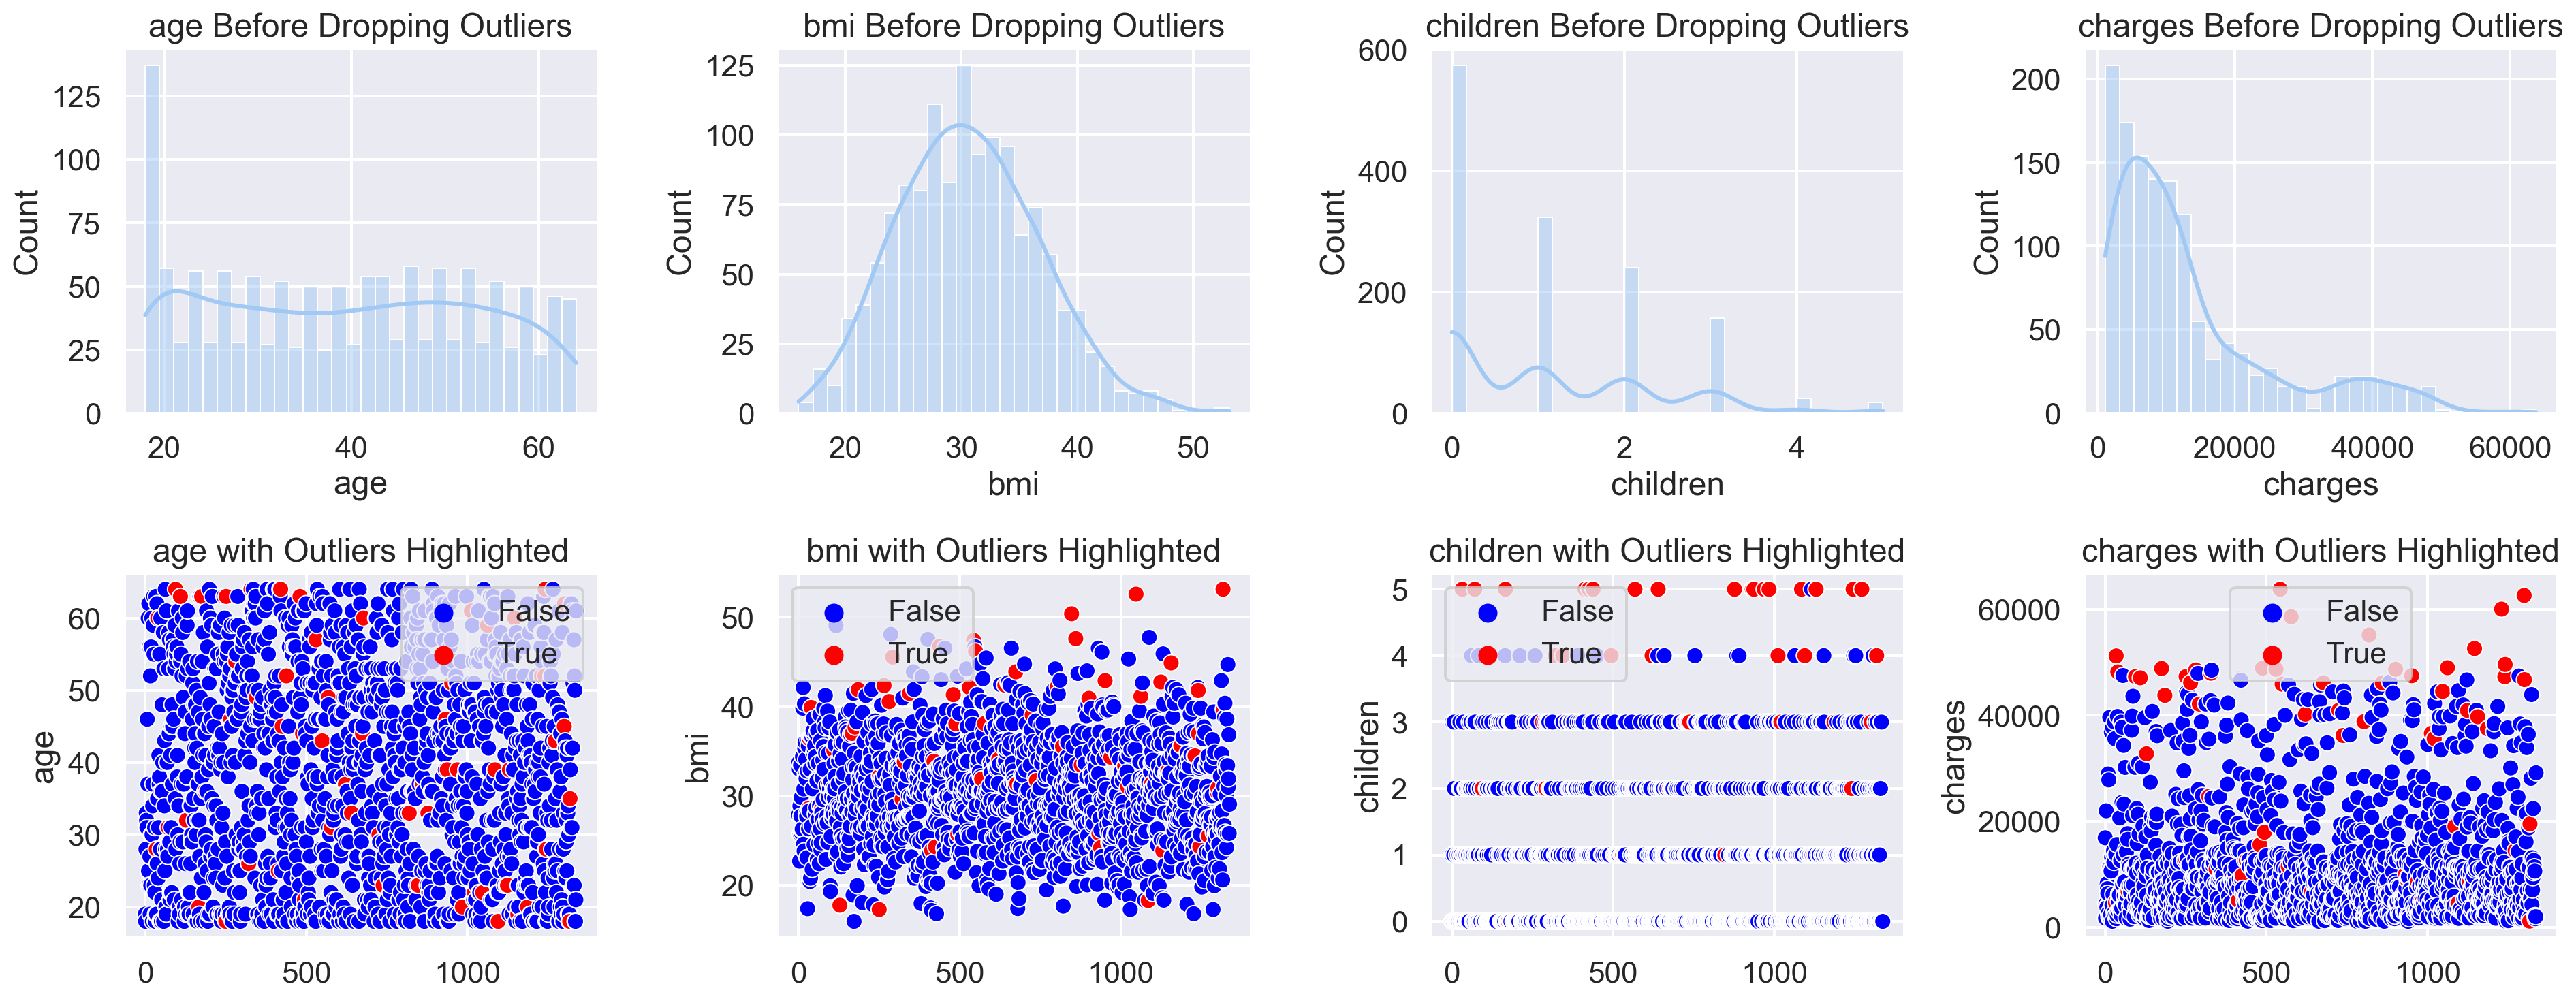 age Before Dropping Outliers
125
100
75
50
25
0
Count
20 40 60
age
bmi Before Dropping Outliers
125
100
75
50
25
0
Count
20 30 40 50
bmi
children Before Dropping Outliers
600
400
200
0
Count
0 2 4
children
charges Before Dropping Outliers
200
150
100
50
0
Count
0 20000 40000 60000
charges
age with Outliers Highlighted
60
50
40
30
20
age
False
True
0 500 1000
bmi with Outliers Highlighted
50
40
30
20
bmi
False
True
0 500 1000
children with Outliers Highlighted
5
4
3
2
1
0
children
False
True
0 500 1000
charges with Outliers Highlighted
60000
40000
20000
0
charges
False
True
0 500 1000